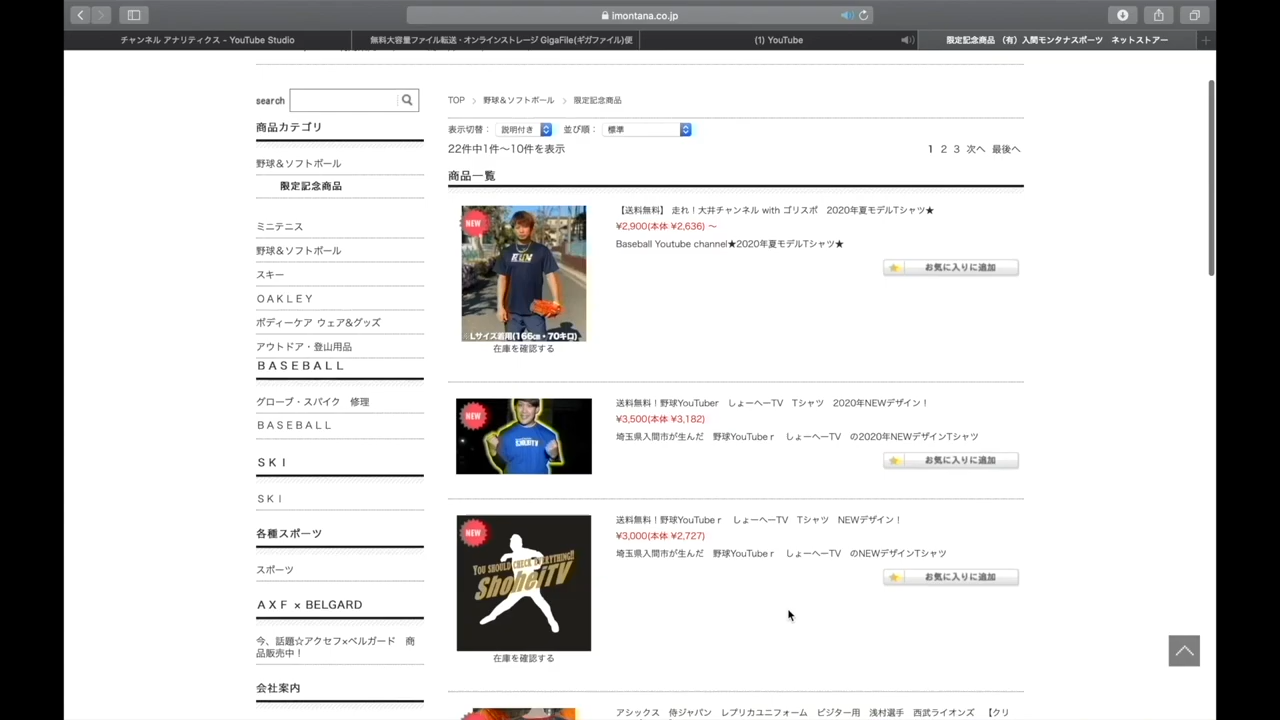 imontana.co.jp
チャンネル アナリティクス - YouTube Studio
無料大容量ファイル転送・オンラインストレージ GigaFile(ギガファイル)便
(1) YouTube
限定記念商品 （有）入間モンタナスポーツ ネットストアー
search
TOP > 野球＆ソフトボール > 限定記念商品
商品カテゴリ
野球＆ソフトボール
限定記念商品
ミニテニス
野球＆ソフトボール
スキー
ＯＡＫＬＥＹ
ボディーケア ウェア&グッズ
アウトドア・登山用品
ＢＡＳＥＢＡＬＬ
グローブ・スパイク 修理
ＢＡＳＥＢＡＬＬ
ＳＫＩ
ＳＫＩ
各種スポーツ
スポーツ
ＡＸＦ × BELGARD
今、話題☆アクセフ×ベルガード 商
品販売中！
会社案内
表示切替： 説明付き 並び順： 標準
22件中1件〜10件を表示
1 2 3 次へ 最後へ
商品一覧
NEW
RUN
Lサイズ着用(166㎝・70キロ)
在庫を確認する
【送料無料】 走れ！大井チャンネル with ゴリスポ 2020年夏モデルTシャツ★
¥2,900(本体 ¥2,636) 〜
Baseball Youtube channel★2020年夏モデルTシャツ★
お気に入りに追加
NEW
送料無料！野球YouTuber しょーへーTV Tシャツ 2020年NEWデザイン！
¥3,500(本体 ¥3,182)
埼玉県入間市が生んだ 野球YouTubeｒ しょーへーTV の2020年NEWデザインTシャツ
お気に入りに追加
NEW
YOU SHOULD CHECK EVERYTHING!!
ShoheiTV
在庫を確認する
送料無料！野球YouTubeｒ しょーへーTV Tシャツ NEWデザイン！
¥3,000(本体 ¥2,727)
埼玉県入間市が生んだ 野球YouTubeｒ しょーへーTV のNEWデザインTシャツ
お気に入りに追加
アシックス 侍ジャパン レプリカユニフォーム ビジター用 浅村選手 西武ライオンズ 【クリ